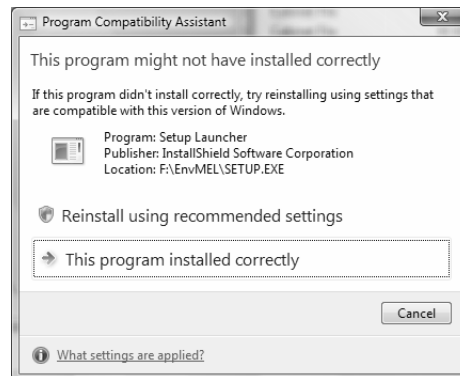 Program Compatibility Assistant
This program might not have installed correctly
If this program didn't install correctly, try reinstalling using settings that
are compatible with this version of Windows.
Program: Setup Launcher
Publisher: InstallShield Software Corporation
Location: F:\EnvMEL\SETUP.EXE
Reinstall using recommended settings
This program installed correctly
Cancel
What settings are applied?